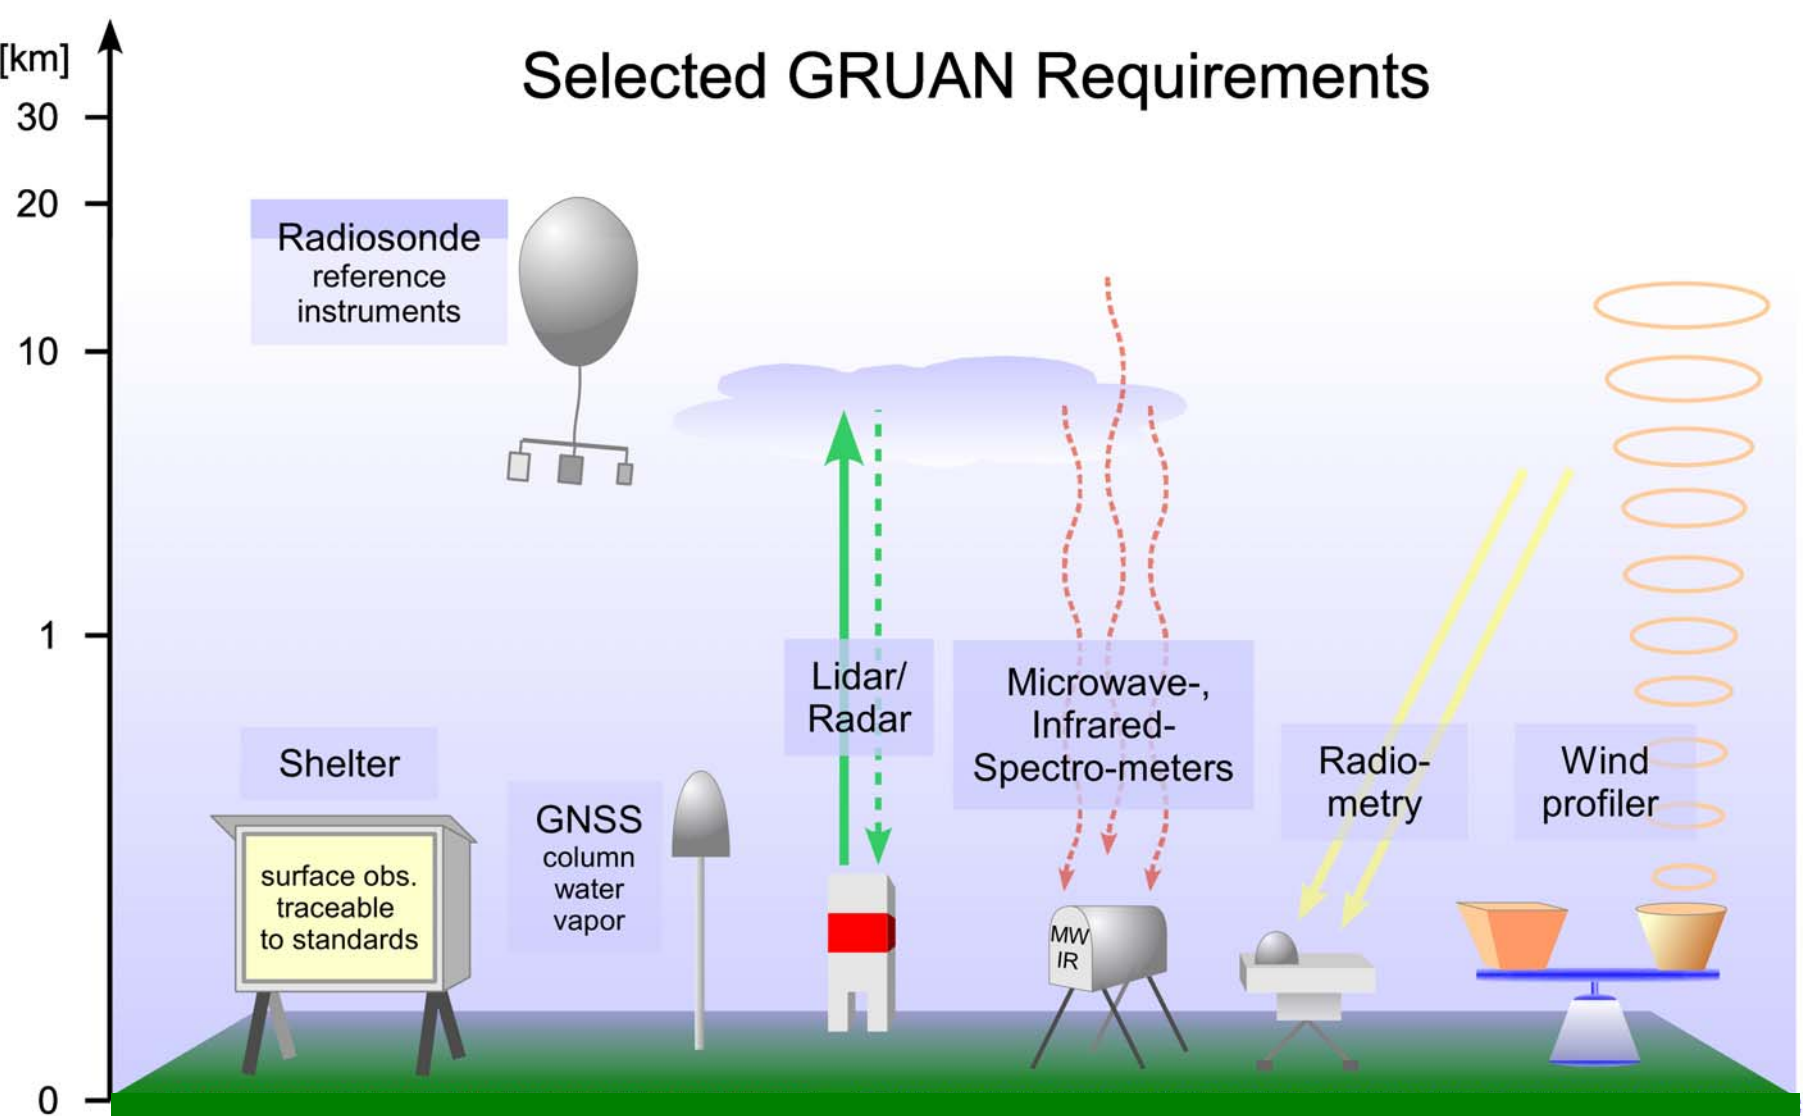 Selected GRUAN Requirements
[km]
30
20
10
1
0
Radiosonde
reference
instruments
Shelter
surface obs.
traceable
to standards
GNSS
column
water
vapor
Lidar/
Radar
Microwave-,
Infrared-
Spectro-meters
MW
IR
Radio-
metry
Wind
profiler